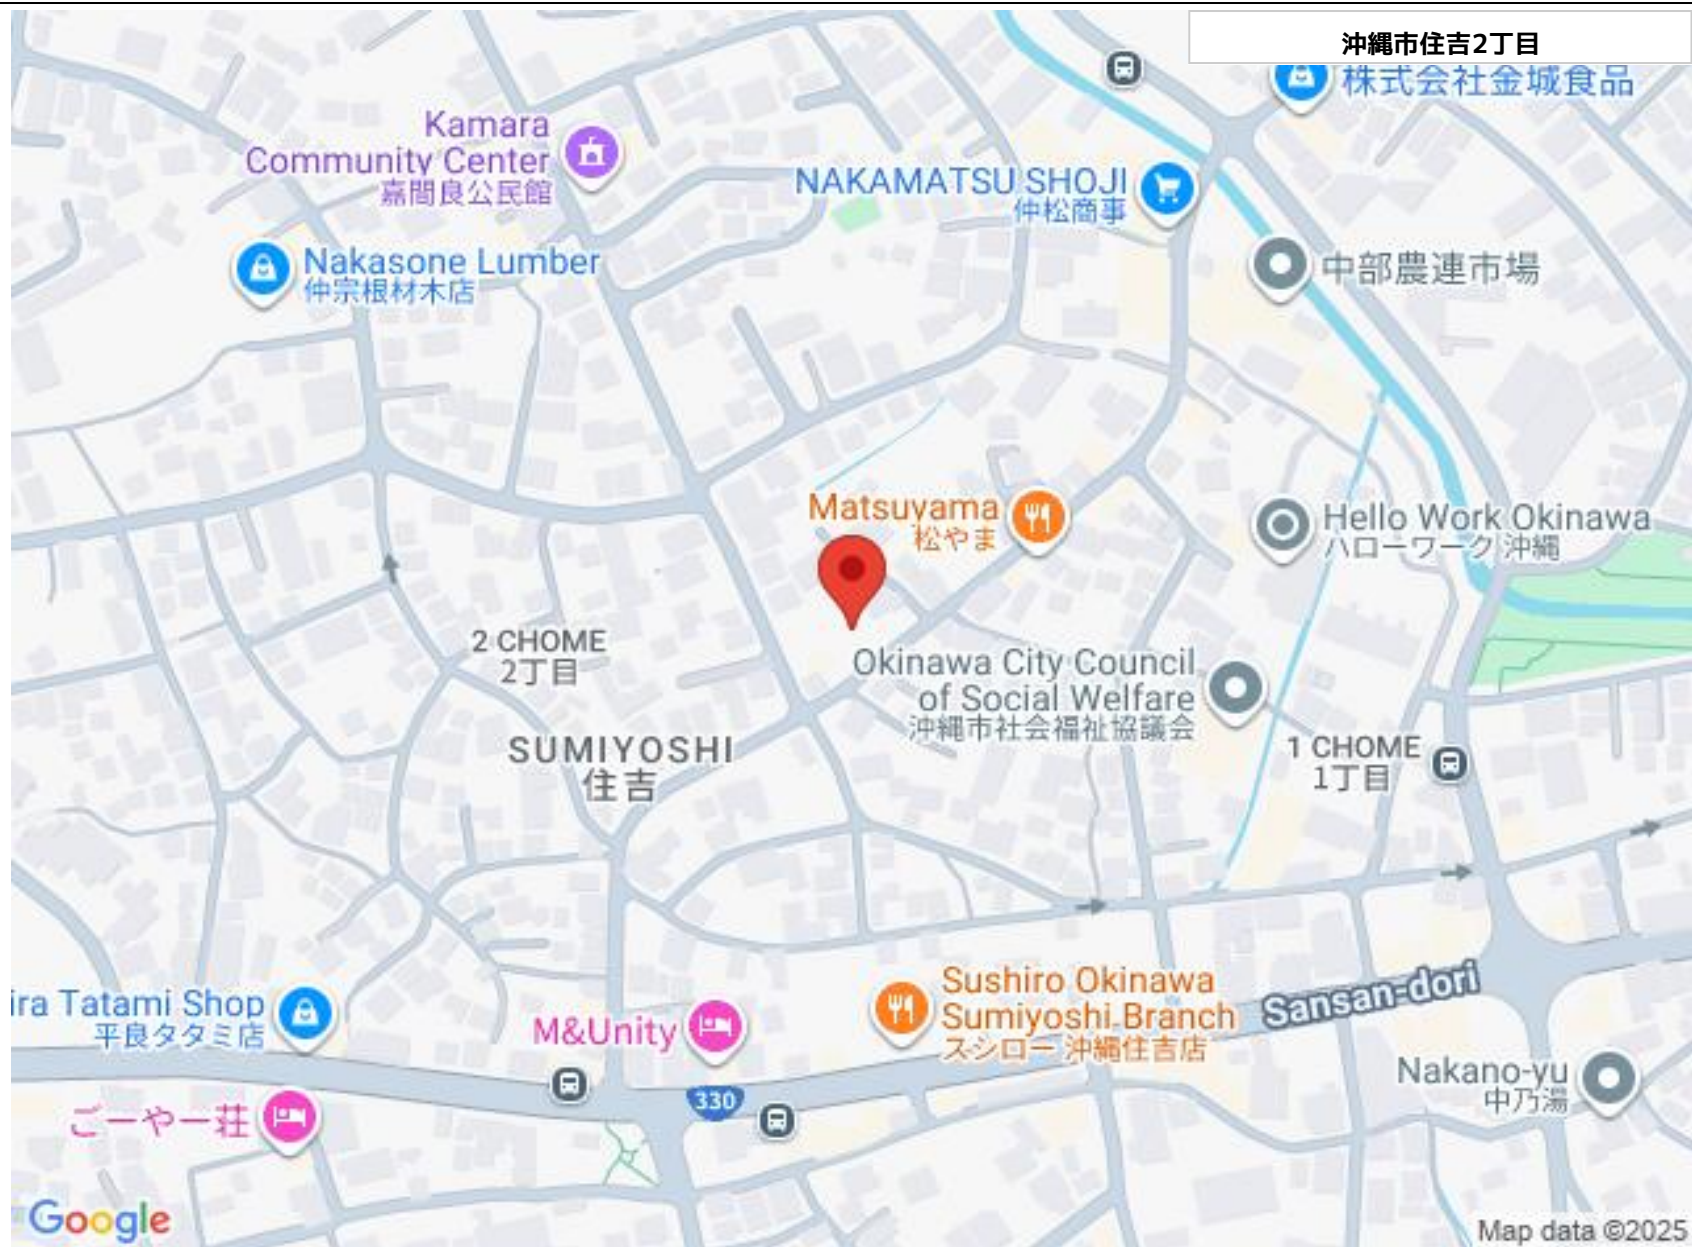 沖縄市住吉2丁目
株式会社金城食品
Kamara
Community Center
嘉間良公民館
NAKAMATSU SHOJI
仲松商事
Nakasone Lumber
仲宗根材木店
中部農連市場
Matsuyama
松やま
Hello Work Okinawa
ハローワーク 沖縄
2 CHOME
2丁目
Okinawa City Council
of Social Welfare
沖縄市社会福祉協議会
SUMIYOSHI
住吉
1 CHOME
1丁目
ira Tatami Shop
平良タタミ店
M&Unity
Sushiro Okinawa
Sumiyoshi Branch
スシロー 沖縄住吉店
Sansan-dori
Nakano-yu
中乃湯
330
ごーやー荘
Google
Map data ©2025